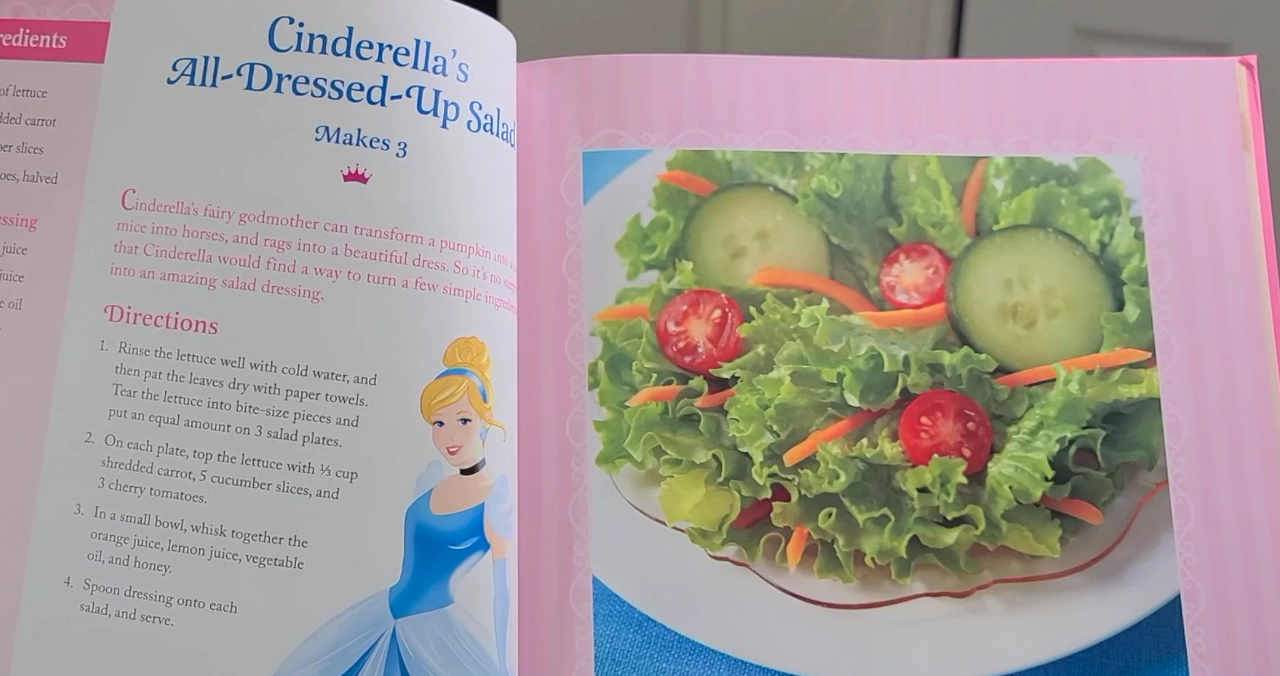 of lettuce
carrot
slices
halved
juice
juice
oil
Cinderella's
All-Dressed-Up Salad
Makes 3
Cinderella's fairy godmother can transform a pumpkin into
mice into horses, and rags into a beautiful dress. So it's no
that Cinderella would find a way to turn a few simple
into an amazing salad dressing.
Directions
1. Rinse the lettuce well with cold water, and
then pat the leaves dry with paper towels.
Tear the lettuce into bite-size pieces and
put an equal amount on 3 salad plates.
2. On each plate, top the lettuce with ⅓ cup
shredded carrot, 5 cucumber slices, and
3 cherry tomatoes.
3. In a small bowl, whisk together the
orange juice, lemon juice, vegetable
oil, and honey.
4. Spoon dressing onto each
salad, and serve.